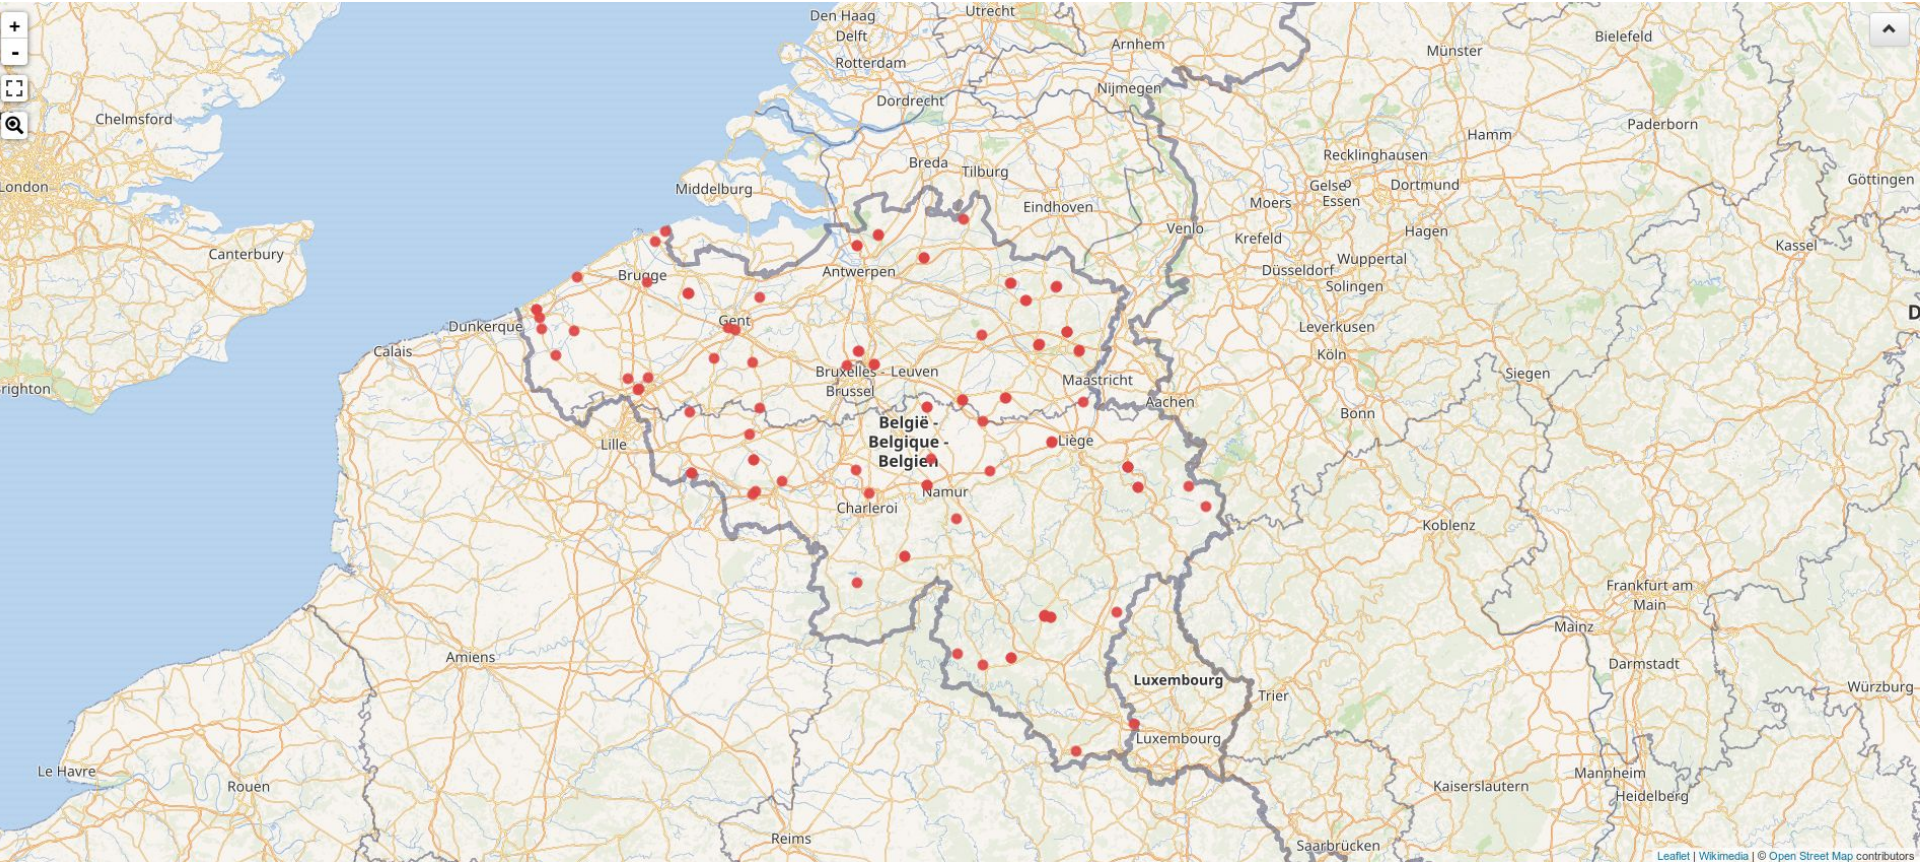 +
-
Den Haag
Utrecht
Delft
Arnhem
Münster
Bielefeld
Rotterdam
Nijmegen
Dordrecht
Chelmsford
Hamm
Paderborn
Recklinghausen
Breda
Tilburg
London
Middelburg
Gelse
Dortmund
Göttingen
Moers
Essen
Eindhoven
Venlo
Krefeld
Hagen
Kassel
Canterbury
Wuppertal
Brugge
Antwerpen
Düsseldorf
Solingen
D
Dunkerque
Gent
Leverkusen
Calais
Köln
Bruxelles - Leuven
Brussel
Maastricht
Siegen
righton
Aachen
Bonn
België -
Belgique -
Belgien
Lille
Liège
Namur
Charleroi
Koblenz
Frankfurt am
Main
Mainz
Amiens
Darmstadt
Luxembourg
Trier
Würzburg
Luxembourg
Le Havre
Rouen
Kaiserslautern
Mannheim
Heidelberg
Reims
Saarbrücken
Leaflet | Wikimedia | © Open Street Map contributors